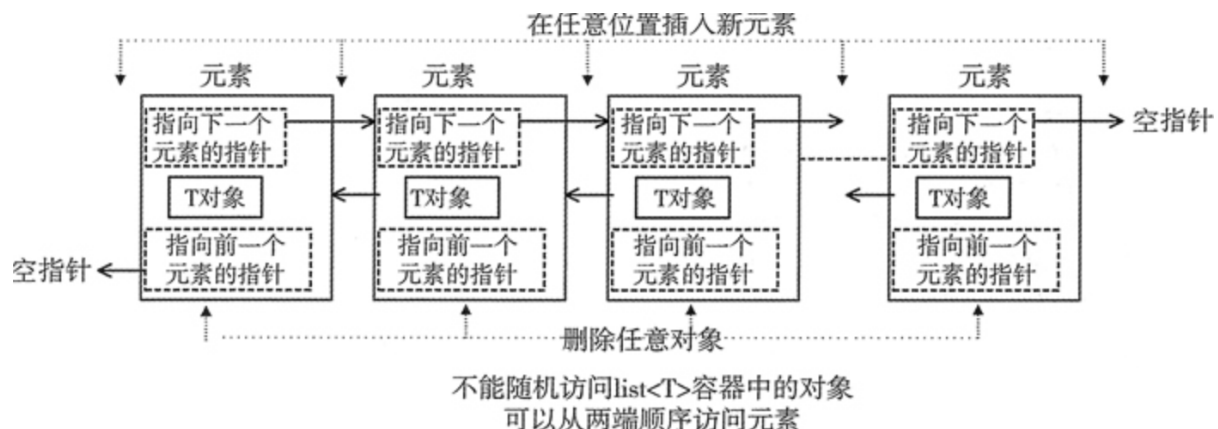 在任意位置插入新元素
元素 元素 元素 元素
指向下一个 指向下一个 指向下一个 指向下一个
元素的指针 元素的指针 元素的指针 元素的指针
空指针
T对象 T对象 T对象 T对象
指向前一个 指向前一个 指向前一个 指向前一个
元素的指针 元素的指针 元素的指针 元素的指针
空指针
删除任意对象
不能随机访问list<T>容器中的对象
可以从两端顺序访问元素